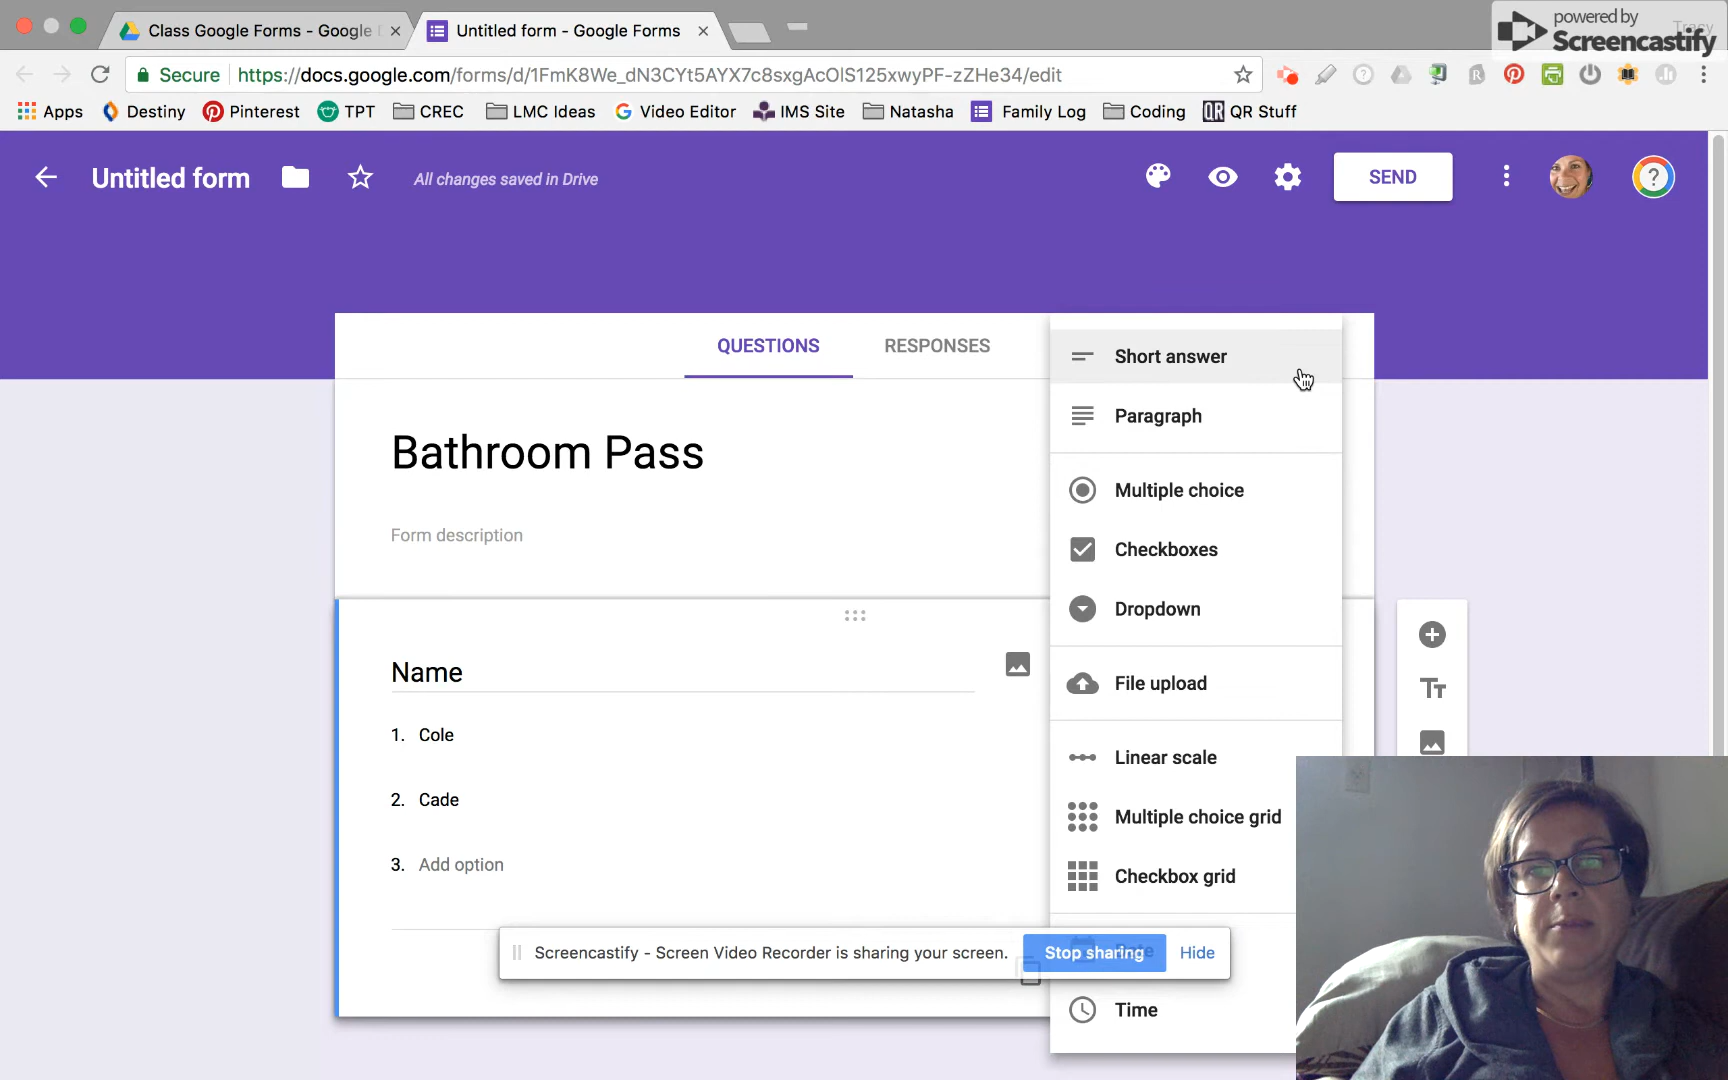 powered by
Screencastify
Tracy
Class Google Forms - Google D
Untitled form - Google Forms
Secure
https://docs.google.com/forms/d/1FmK8We_dN3CYt5AYX7c8sxgAcOlS125xwyPF-zZHe34/edit
Apps
Destiny
Pinterest
TPT
CREC
LMC Ideas
Video Editor
IMS Site
Natasha
Family Log
Coding
QR Stuff
Untitled form
All changes saved in Drive
SEND
QUESTIONS
RESPONSES
Short answer
Paragraph
Bathroom Pass
Multiple choice
Form description
Checkboxes
Dropdown
Name
File upload
1. Cole
Linear scale
2. Cade
Multiple choice grid
3. Add option
Checkbox grid
Screencastify - Screen Video Recorder is sharing your screen.
Stop sharing
Hide
Time